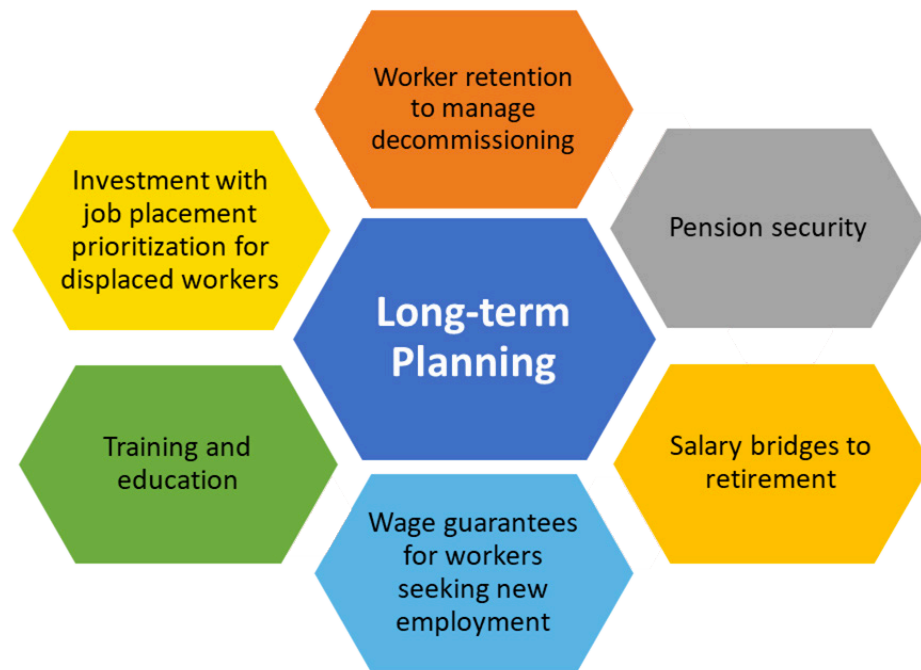 Worker retention
to manage
decommissioning
Pension security
Salary bridges to
retirement
Wage guarantees
for workers
seeking new
employment
Training and
education
Investment with
job placement
prioritization for
displaced workers
Long-term
Planning